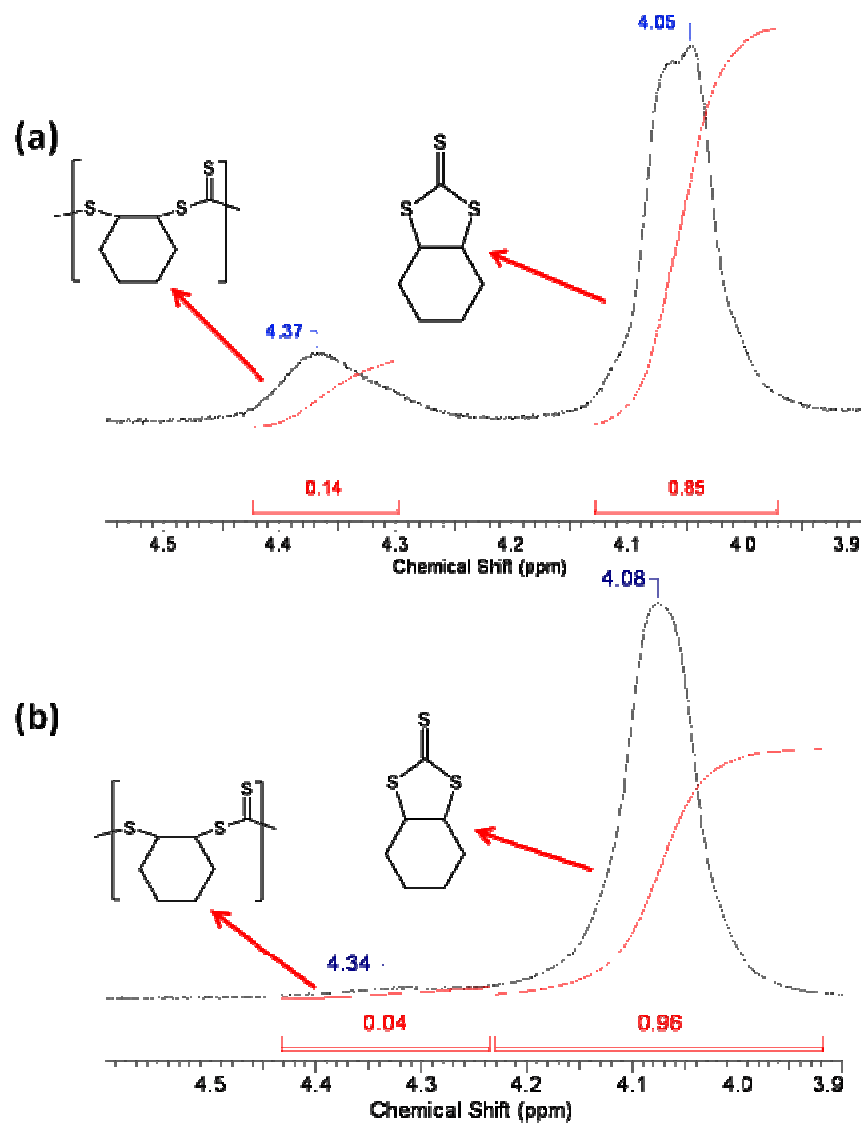 (a)
4.05
S
S S
S
S S
4.37
0.14
0.85
4.5 4.4 4.3 4.2 4.1 4.0 3.9
Chemical Shift (ppm)
(b)
4.08
S
S S
S
S S
4.34
0.04
0.96
4.5 4.4 4.3 4.2 4.1 4.0 3.9
Chemical Shift (ppm)